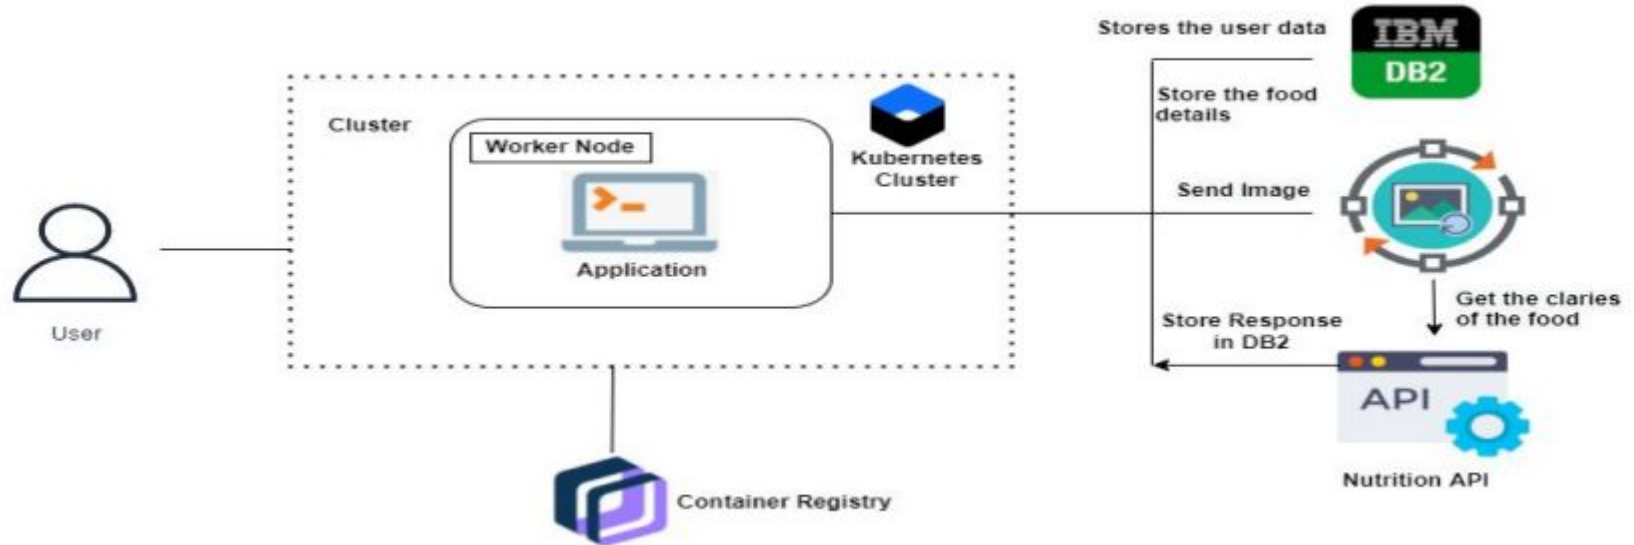 Stores the user data
IBM
DB2
Store the food
details
Cluster
Worker Node
Kubernetes
Cluster
Send Image
Application
User
Get the claries
of the food
Store Response
in DB2
API
Nutrition API
Container Registry